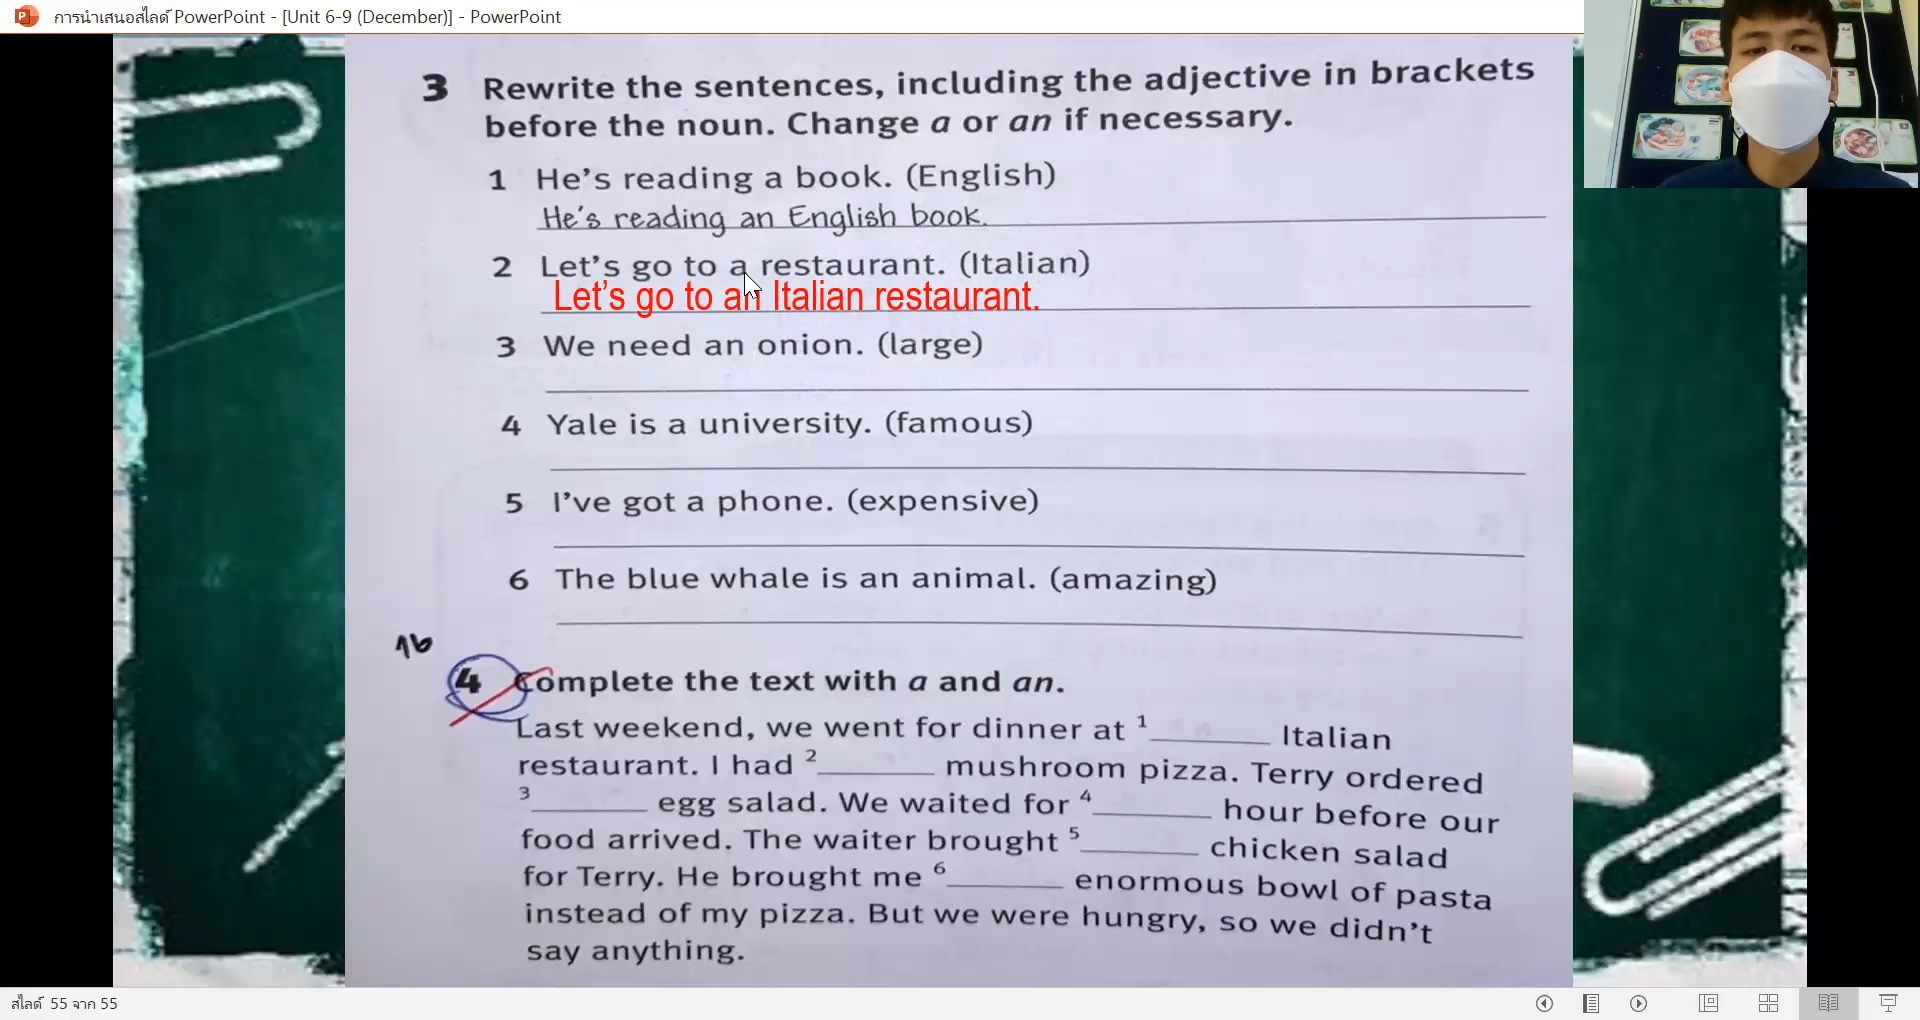 การนำเสนอสไลด์ PowerPoint - [Unit 6-9 (December)] - PowerPoint
3 Rewrite the sentences, including the adjective in brackets
before the noun. Change a or an if necessary.
1 He's reading a book. (English)
He's reading an English book.
2 Let's go to a restaurant. (Italian)
Let's go to an Italian restaurant.
3 We need an onion. (large)
4 Yale is a university. (famous)
5 I've got a phone. (expensive)
6 The blue whale is an animal. (amazing)
16
4 Complete the text with a and an.
Last weekend, we went for dinner at 1________ Italian
restaurant. I had 2________ mushroom pizza. Terry ordered
3________ egg salad. We waited for 4________ hour before our
food arrived. The waiter brought 5________ chicken salad
for Terry. He brought me 6________ enormous bowl of pasta
instead of my pizza. But we were hungry, so we didn't
say anything.
สไลด์ 55 จาก 55